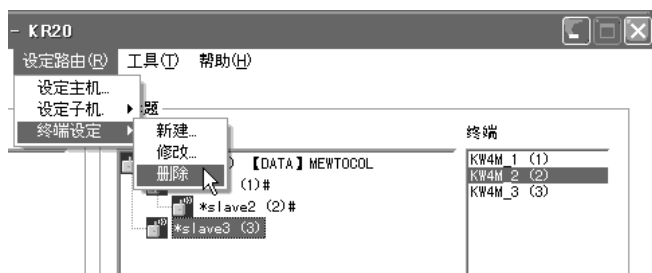 - KR20
设定路由(R) 工具(T) 帮助(H)
设定主机...
设定子机.
题
终端设定
新建...
修改...
删除
终端
) 【DATA】MEWTOCOL
(1)#
*slave2 (2)#
*slave3 (3)
KW4M_1 (1)
KW4M_2 (2)
KW4M_3 (3)